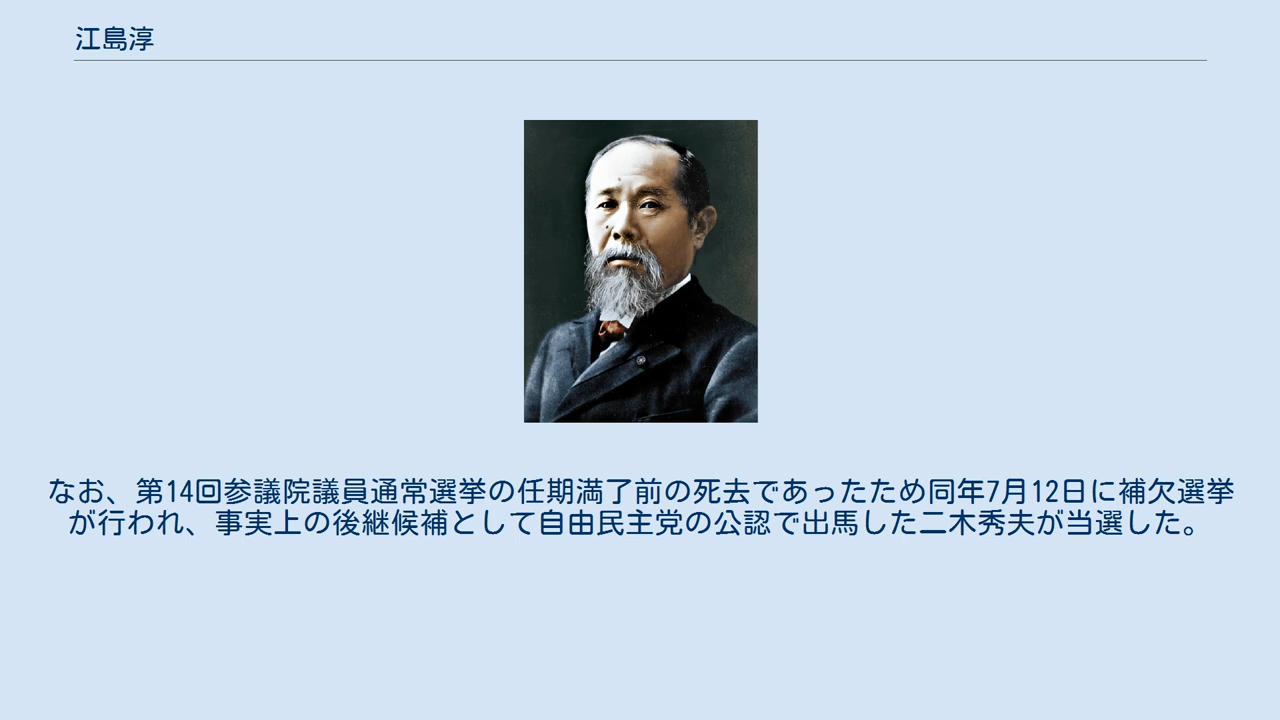 江島淳
なお、第14回参議院議員通常選挙の任期満了前の死去であったため同年7月12日に補欠選挙
が行われ、事実上の後継候補として自由民主党の公認で出馬した二木秀夫が当選した。